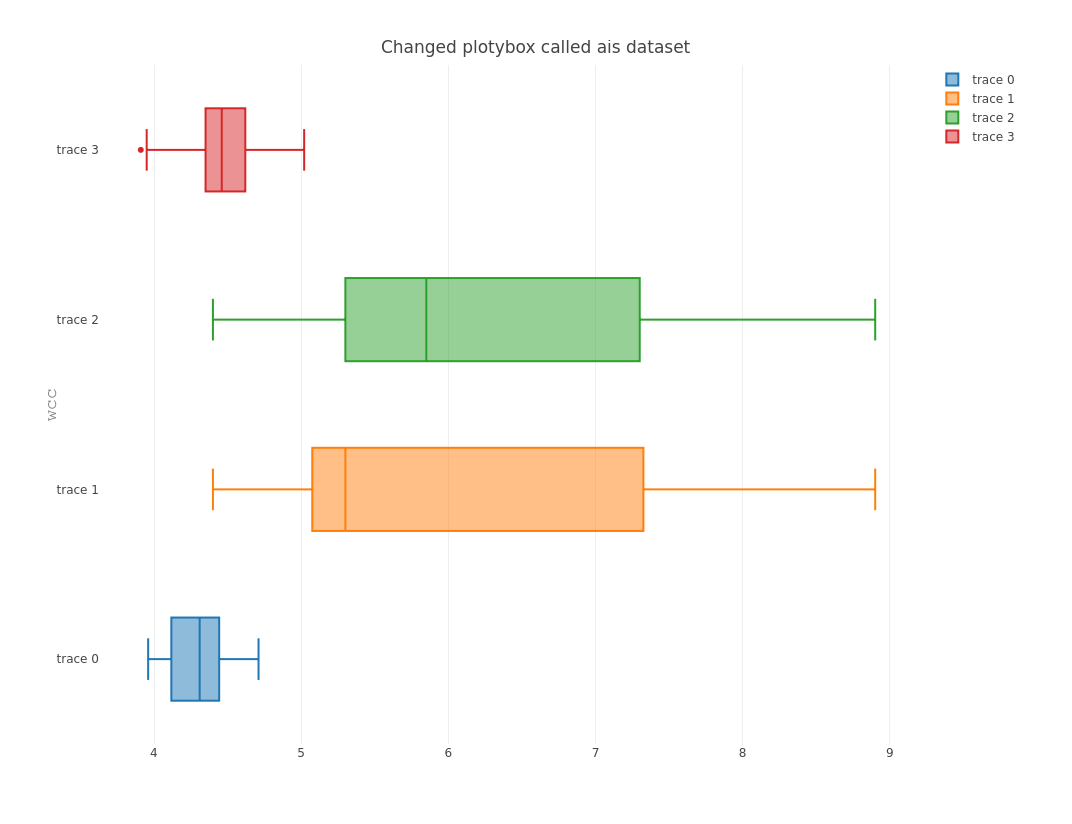 Changed plotybox called ais dataset
trace 0
trace 1
trace 2
trace 3
trace 3
trace 2
trace 1
trace 0
WCC
4
5
6
7
8
9